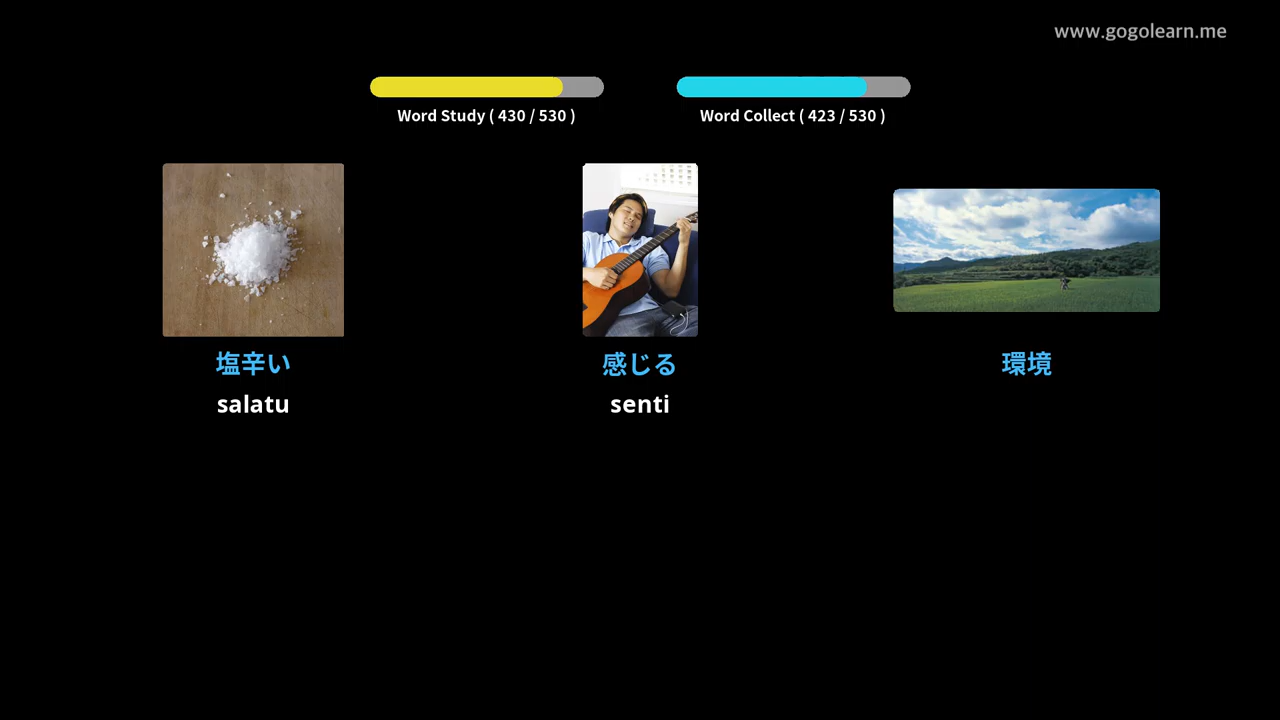 www.gogolearn.me
Word Study ( 430 / 530 )
Word Collect ( 423 / 530 )
塩辛い
感じる
環境
salatu
senti